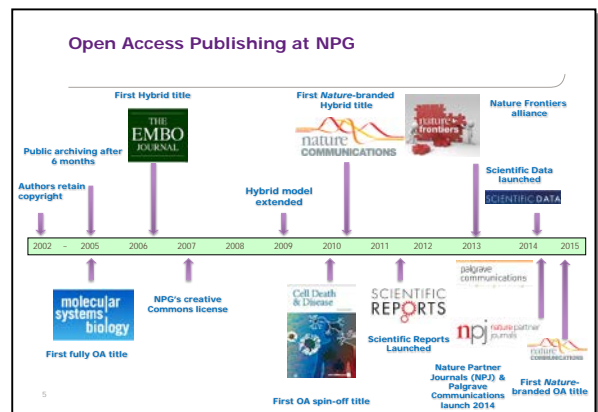 Open Access Publishing at NPG
First Hybrid title
THE
EMBO
JOURNAL
First Nature-branded
Hybrid title
nature
COMMUNICATIONS
nature
frontiers
Nature Frontiers
alliance
Public archiving after
6 months
Authors retain
copyright
Hybrid model
extended
Scientific Data
launched
SCIENTIFIC DATA
2002 – 2005 2006 2007 2008 2009 2010 2011 2012 2013 2014 2015
molecular
systems
biology
First fully OA title
NPG's creative
Commons license
Cell Death
& Disease
First OA spin-off title
SCIENTIFIC
REPORTS
Scientific Reports
Launched
palgrave
communications
npj nature partner
journals
Nature Partner
Journals (NPJ) &
Palgrave
Communications
launch 2014
nature
COMMUNICATIONS
First Nature-
branded OA title
5